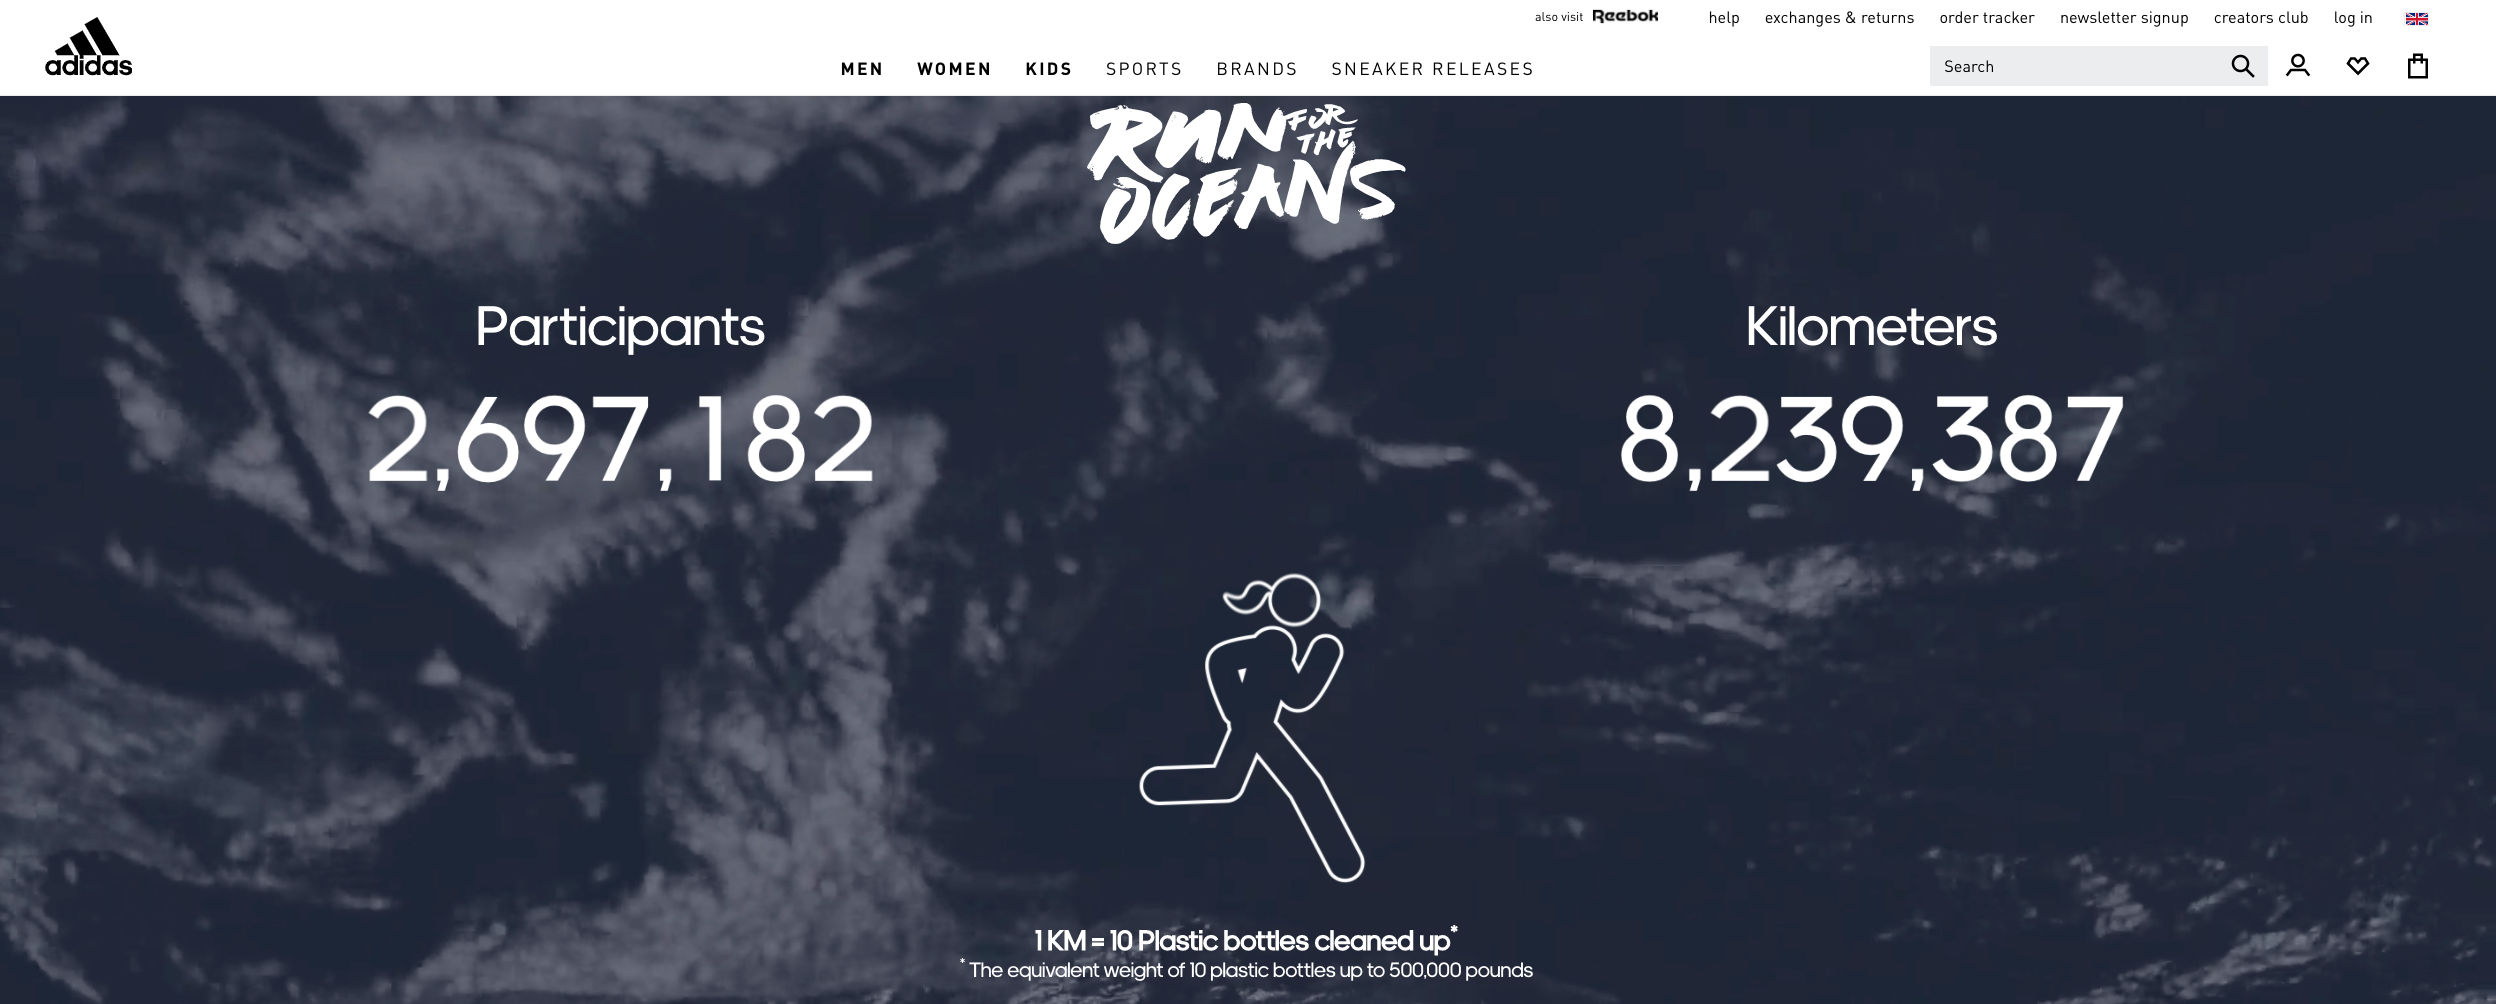 also visit Reebok help exchanges & returns order tracker newsletter signup creators club log in
adidas
MEN WOMEN KIDS SPORTS BRANDS SNEAKER RELEASES
Search
RUN FOR THE
OCEANS
Participants
2,697,182
Kilometers
8,239,387
1 KM = 10 Plastic bottles cleaned up*
* The equivalent weight of 10 plastic bottles up to 500,000 pounds